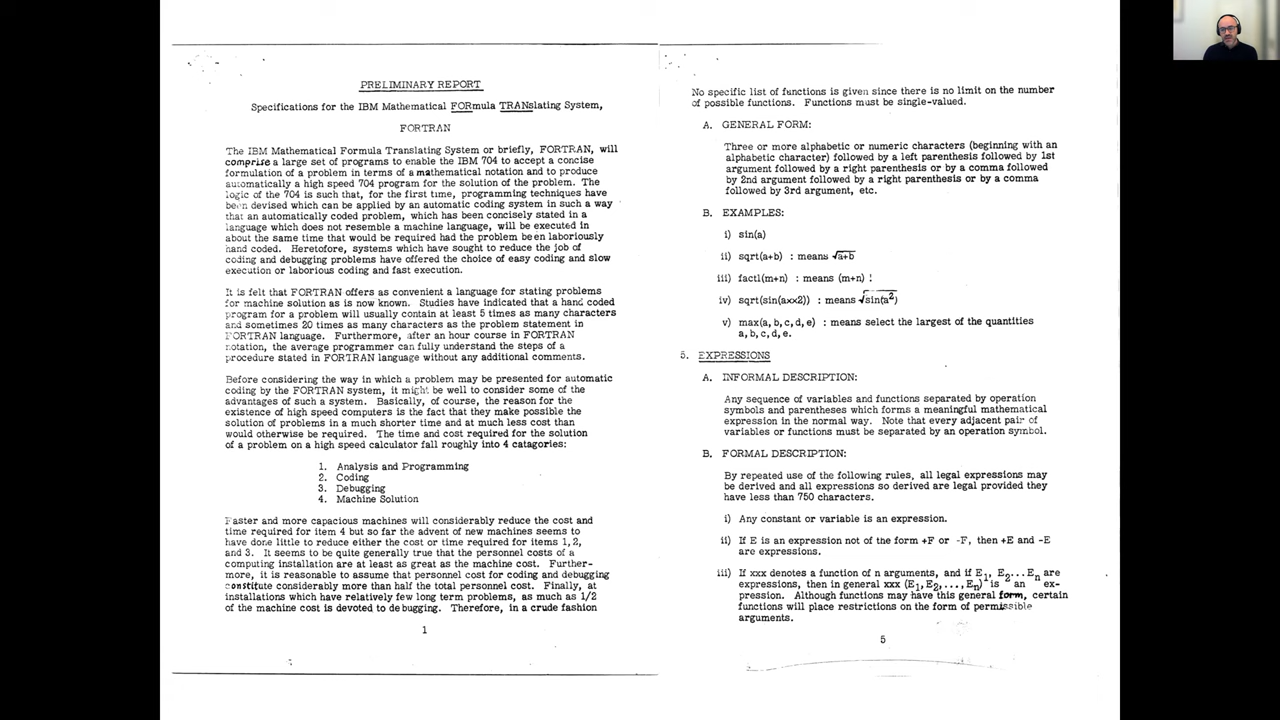 PRELIMINARY REPORT
Specifications for the IBM Mathematical FORmula TRANslating System,
FORTRAN
The IBM Mathematical Formula Translating System or briefly, FORTRAN, will
comprise a large set of programs to enable the IBM 704 to accept a concise
formulation of a problem in terms of a mathematical notation and to produce
automatically a high speed 704 program for the solution of the problem. The
logic of the 704 is such that, for the first time, programming techniques have
been devised which can be applied by an automatic coding system in such a way
that an automatically coded problem, which has been concisely stated in a
language which does not resemble a machine language, will be executed in
about the same time that would be required had the problem been laboriously
hand coded. Heretofore, systems which have sought to reduce the job of
coding and debugging problems have offered the choice of easy coding and slow
execution or laborious coding and fast execution.
It is felt that FORTRAN offers as convenient a language for stating problems
for machine solution as is now known. Studies have indicated that a hand coded
program for a problem will usually contain at least 5 times as many characters
and sometimes 20 times as many characters as the problem statement in
FORTRAN language. Furthermore, after an hour course in FORTRAN
notation, the average programmer can fully understand the steps of a
procedure stated in FORTRAN language without any additional comments.
Before considering the way in which a problem may be presented for automatic
coding by the FORTRAN system, it might be well to consider some of the
advantages of such a system. Basically, of course, the reason for the
existence of high speed computers is the fact that they make possible the
solution of problems in a much shorter time and at much less cost than
would otherwise be required. The time and cost required for the solution
of a problem on a high speed calculator fall roughly into 4 catagories:
1. Analysis and Programming
2. Coding
3. Debugging
4. Machine Solution
Faster and more capacious machines will considerably reduce the cost and
time required for item 4 but so far the advent of new machines seems to
have done little to reduce either the cost or time required for items 1, 2,
and 3. It seems to be quite generally true that the personnel costs of a
computing installation are at least as great as the machine cost. Further-
more, it is reasonable to assume that personnel cost for coding and debugging
constitute considerably more than half the total personnel cost. Finally, at
installations which have relatively few long term problems, as much as 1/2
of the machine cost is devoted to debugging. Therefore, in a crude fashion
1
No specific list of functions is given since there is no limit on the number
of possible functions. Functions must be single-valued.
A. GENERAL FORM:
Three or more alphabetic or numeric characters (beginning with an
alphabetic character) followed by a left parenthesis followed by 1st
argument followed by a right parenthesis or by a comma followed
by 2nd argument followed by a right parenthesis or by a comma
followed by 3rd argument, etc.
B. EXAMPLES:
i) sin(a)
ii) sqrt(a+b) : means √a+b
iii) factl(m+n) : means (m+n) !
iv) sqrt(sin(a××2)) : means √sin(a²)
v) max(a, b, c, d, e) : means select the largest of the quantities
a, b, c, d, e.
5. EXPRESSIONS
A. INFORMAL DESCRIPTION:
Any sequence of variables and functions separated by operation
symbols and parentheses which forms a meaningful mathematical
expression in the normal way. Note that every adjacent pair of
variables or functions must be separated by an operation symbol.
B. FORMAL DESCRIPTION:
By repeated use of the following rules, all legal expressions may
be derived and all expressions so derived are legal provided they
have less than 750 characters.
i) Any constant or variable is an expression.
ii) If E is an expression not of the form +F or -F, then +E and -E
are expressions.
iii) If xxx denotes a function of n arguments, and if E₁, E₂...Eₙ are
expressions, then in general xxx (E₁,E₂,...,Eₙ) is an ex-
pression. Although functions may have this general form, certain
functions will place restrictions on the form of permissible
arguments.
5